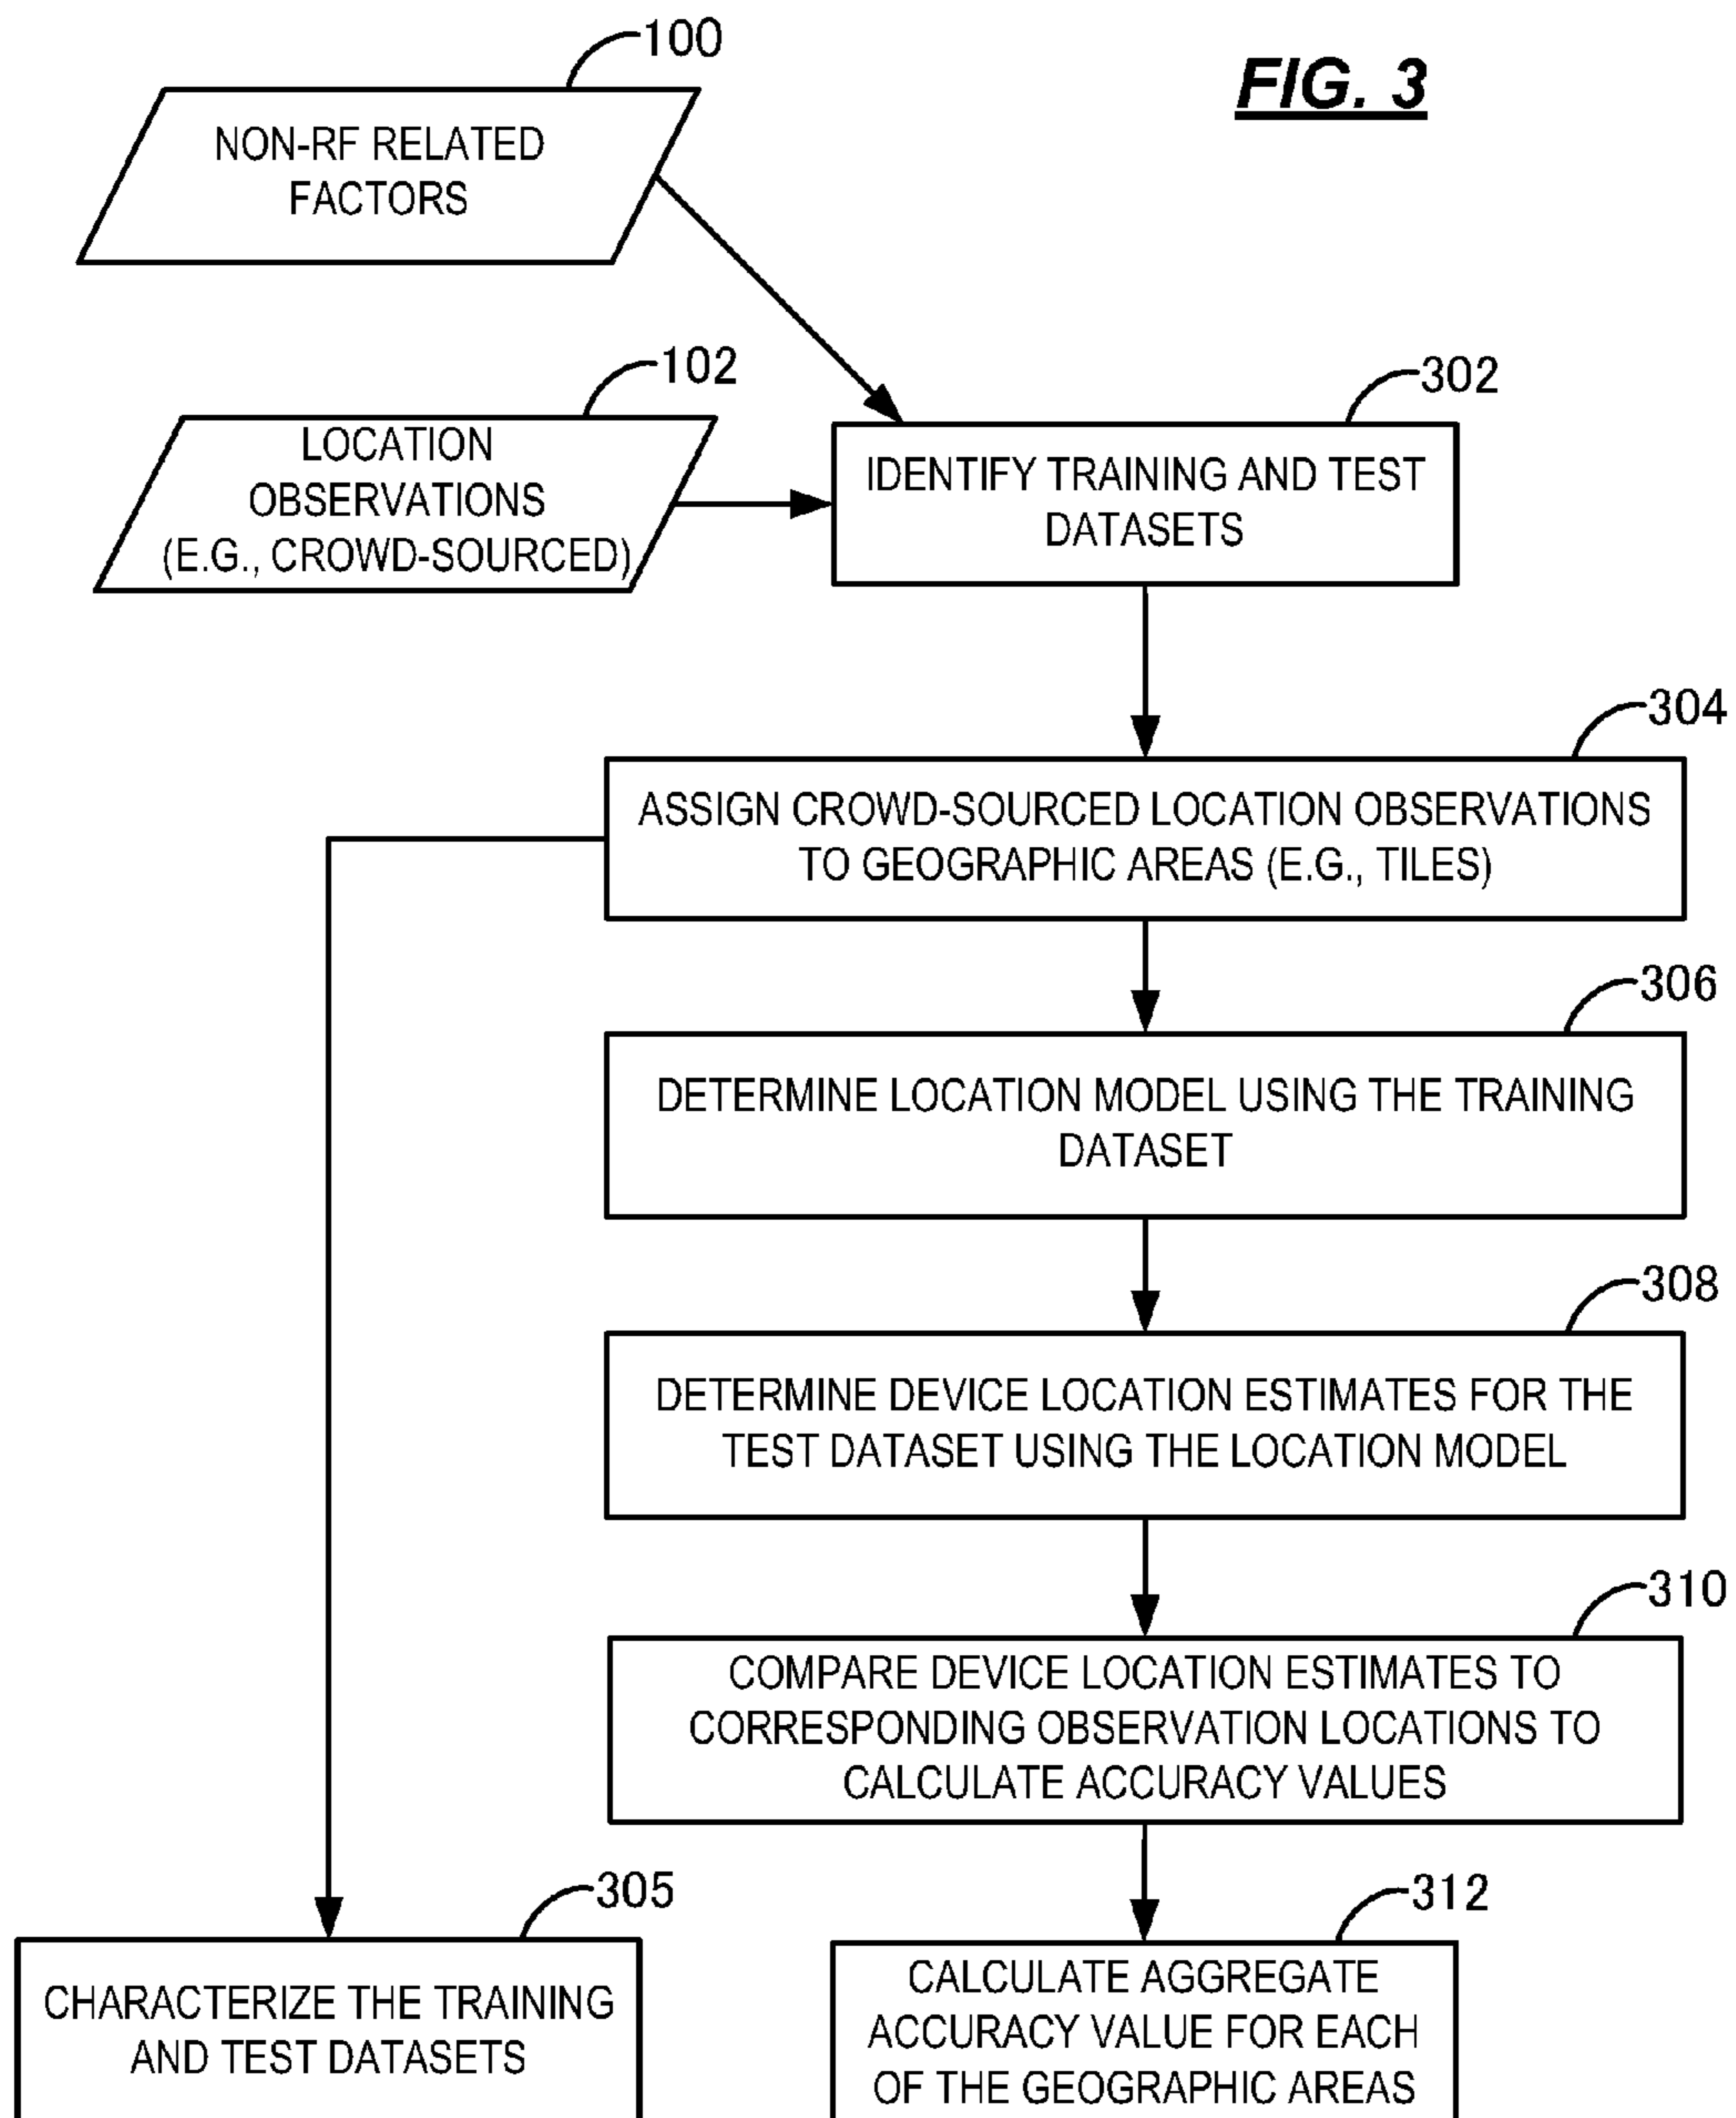 FIG. 3
100
NON-RF RELATED
FACTORS
102
LOCATION
OBSERVATIONS
(E.G., CROWD-SOURCED)
302
IDENTIFY TRAINING AND TEST
DATASETS
304
ASSIGN CROWD-SOURCED LOCATION OBSERVATIONS
TO GEOGRAPHIC AREAS (E.G., TILES)
306
DETERMINE LOCATION MODEL USING THE TRAINING
DATASET
308
DETERMINE DEVICE LOCATION ESTIMATES FOR THE
TEST DATASET USING THE LOCATION MODEL
310
COMPARE DEVICE LOCATION ESTIMATES TO
CORRESPONDING OBSERVATION LOCATIONS TO
CALCULATE ACCURACY VALUES
305
CHARACTERIZE THE TRAINING
AND TEST DATASETS
312
CALCULATE AGGREGATE
ACCURACY VALUE FOR EACH
OF THE GEOGRAPHIC AREAS